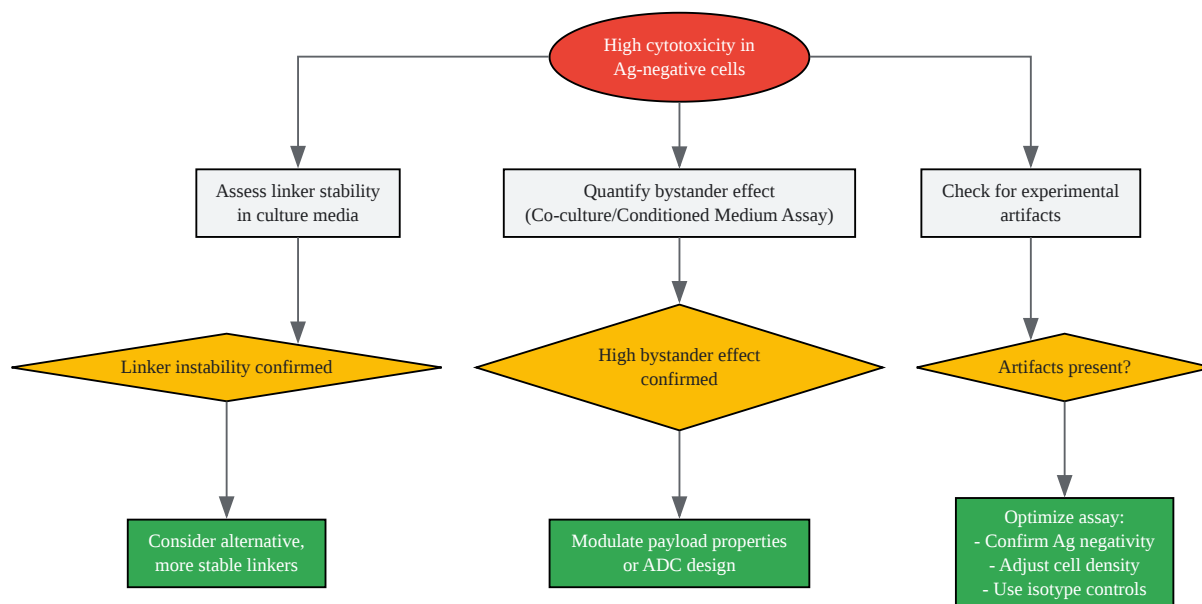 High cytotoxicity in
Ag-negative cells
Assess linker stability
in culture media
Quantify bystander effect
(Co-culture/Conditioned Medium Assay)
Check for experimental
artifacts
Linker instability confirmed
High bystander effect
confirmed
Artifacts present?
Consider alternative,
more stable linkers
Modulate payload properties
or ADC design
Optimize assay:
- Confirm Ag negativity
- Adjust cell density
- Use isotype controls